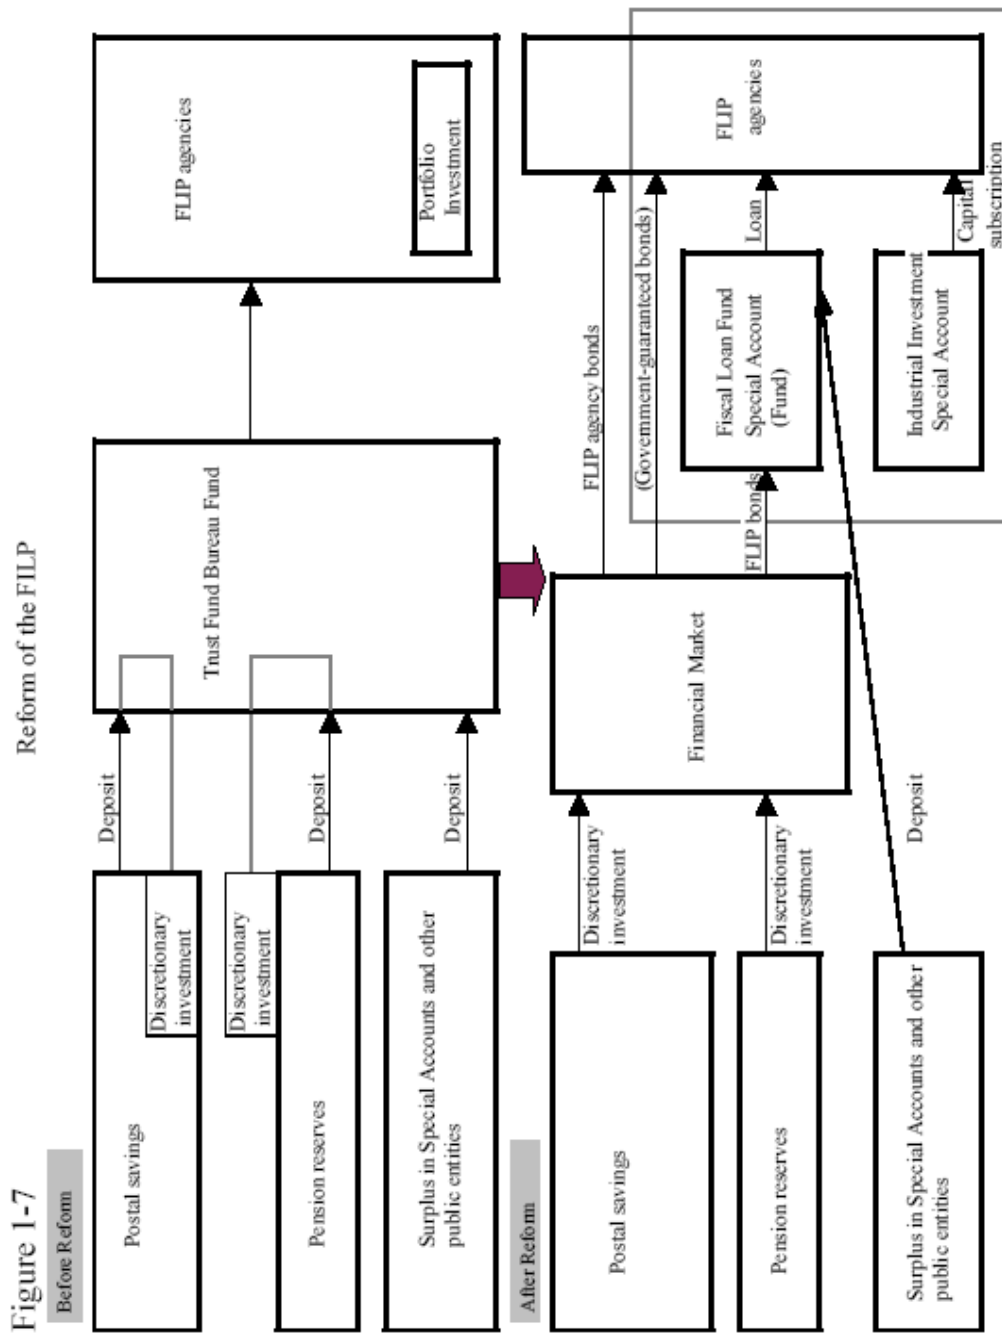 Figure 1-7
Reform of the FILP
Before Reform
Postal savings
Discretionary
investment
Deposit
Discretionary
investment
Pension reserves
Deposit
Surplus in Special Accounts and other
public entities
Deposit
Trust Fund Bureau Fund
FLIP agencies
Portfolio
Investment
After Reform
Postal savings
Discretionary
investment
Pension reserves
Discretionary
investment
Surplus in Special Accounts and other
public entities
Deposit
Financial Market
FLIP agency bonds
(Government-guaranteed bonds)
FLIP bonds
Fiscal Loan Fund
Special Account
(Fund)
Loan
Industrial Investment
Special Account
Capital
subscription
FLIP
agencies